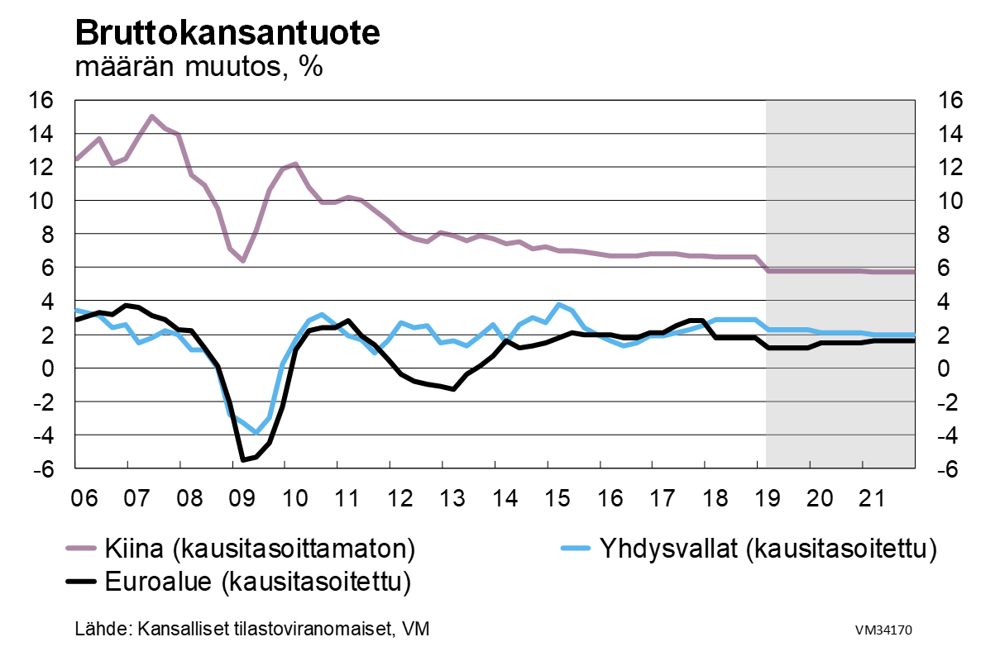 Bruttokansantuote
määrän muutos, %
16 16
14 14
12 12
10 10
8 8
6 6
4 4
2 2
0 0
-2 -2
-4 -4
-6 -6
06 07 08 09 10 11 12 13 14 15 16 17 18 19 20 21
Kiina (kausitasoittamaton) Yhdysvallat (kausitasoitettu)
Euroalue (kausitasoitettu)
Lähde: Kansalliset tilastoviranomaiset, VM VM34170